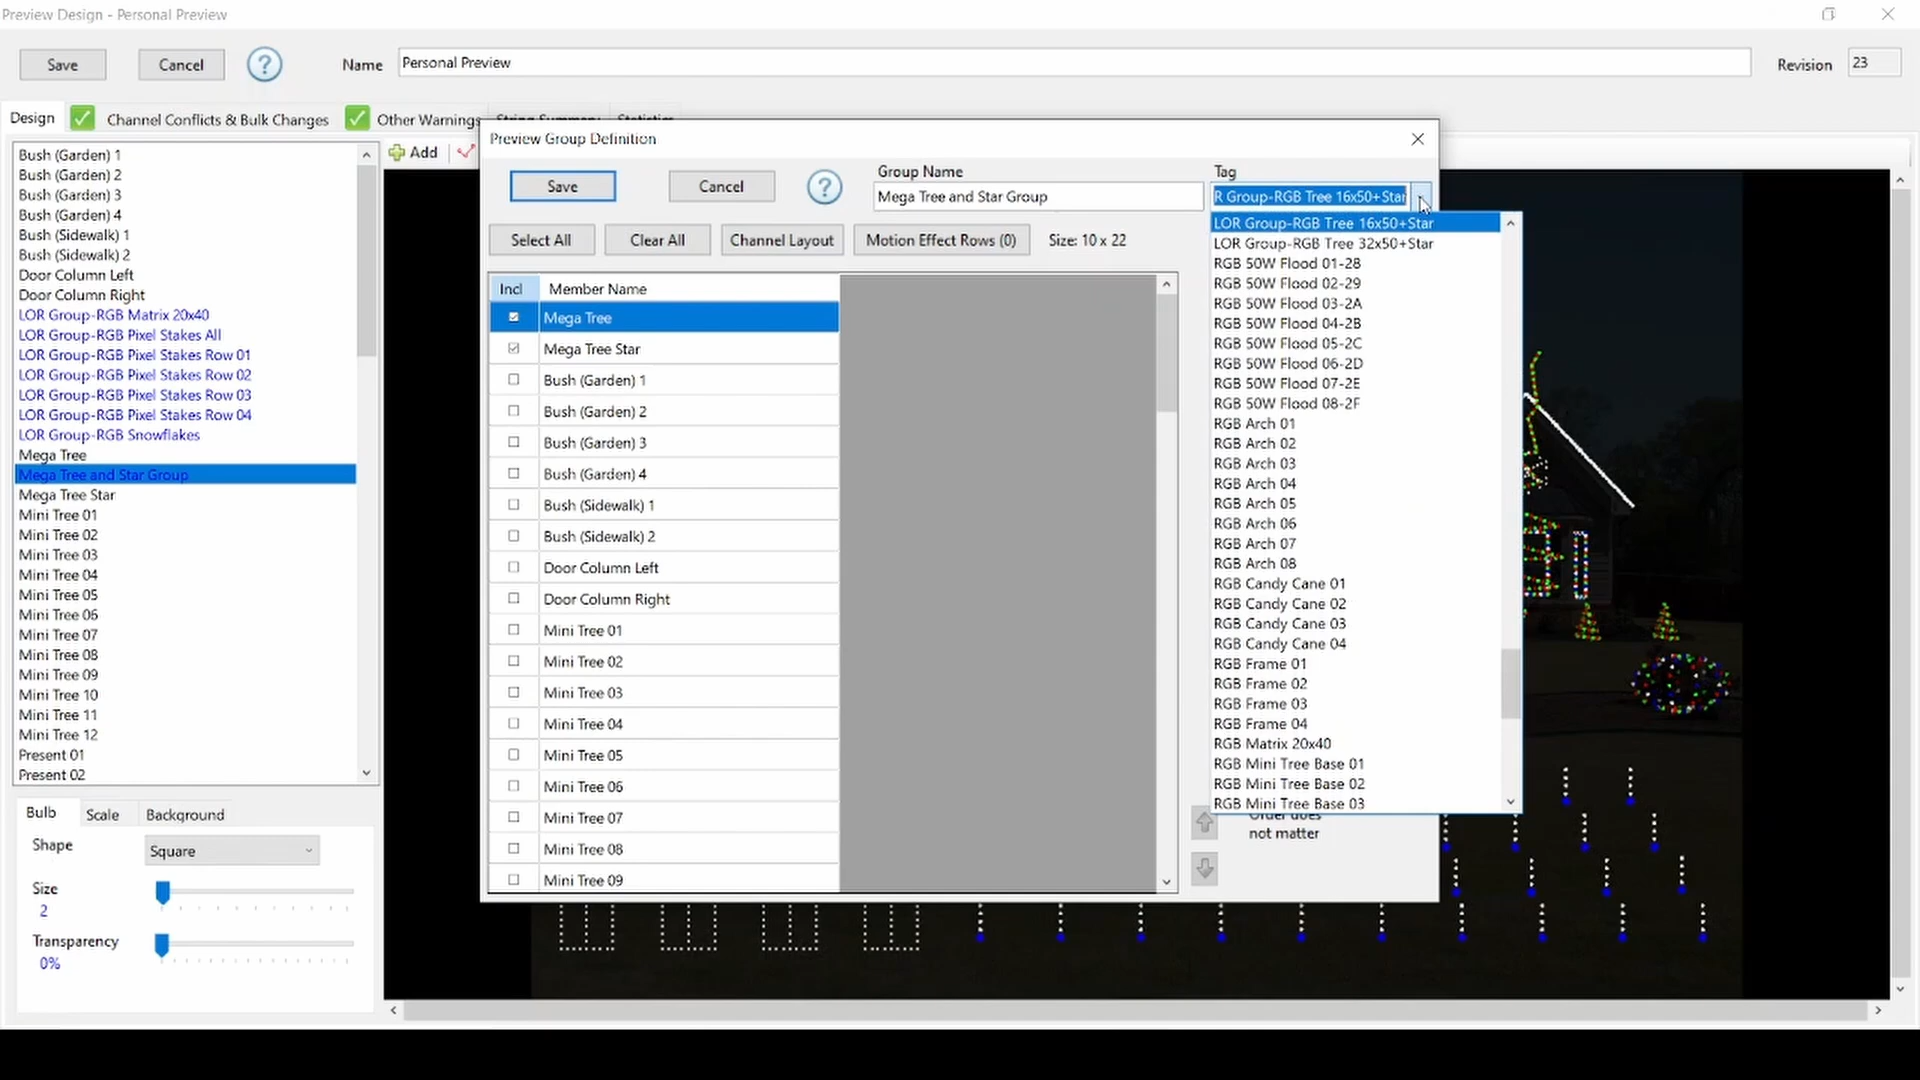 Preview Design - Personal Preview
Save
Cancel
?
Name
Personal Preview
Revision
23
Design
Channel Conflicts & Bulk Changes
Other Warnings
String Summary
Statistics
Bush (Garden) 1
Bush (Garden) 2
Bush (Garden) 3
Bush (Garden) 4
Bush (Sidewalk) 1
Bush (Sidewalk) 2
Door Column Left
Door Column Right
LOR Group-RGB Matrix 20x40
LOR Group-RGB Pixel Stakes All
LOR Group-RGB Pixel Stakes Row 01
LOR Group-RGB Pixel Stakes Row 02
LOR Group-RGB Pixel Stakes Row 03
LOR Group-RGB Pixel Stakes Row 04
LOR Group-RGB Snowflakes
Mega Tree
Mega Tree and Star Group
Mega Tree Star
Mini Tree 01
Mini Tree 02
Mini Tree 03
Mini Tree 04
Mini Tree 05
Mini Tree 06
Mini Tree 07
Mini Tree 08
Mini Tree 09
Mini Tree 10
Mini Tree 11
Mini Tree 12
Present 01
Present 02
Bulb
Scale
Background
Shape
Square
Size
2
Transparency
0%
Add
Preview Group Definition
Save
Cancel
?
Group Name
Mega Tree and Star Group
Tag
R Group-RGB Tree 16x50+Star
Select All
Clear All
Channel Layout
Motion Effect Rows (0)
Size: 10 x 22
Incl
Member Name
Mega Tree
Mega Tree Star
Bush (Garden) 1
Bush (Garden) 2
Bush (Garden) 3
Bush (Garden) 4
Bush (Sidewalk) 1
Bush (Sidewalk) 2
Door Column Left
Door Column Right
Mini Tree 01
Mini Tree 02
Mini Tree 03
Mini Tree 04
Mini Tree 05
Mini Tree 06
Mini Tree 07
Mini Tree 08
Mini Tree 09
LOR Group-RGB Tree 16x50+Star
LOR Group-RGB Tree 32x50+Star
RGB 50W Flood 01-28
RGB 50W Flood 02-29
RGB 50W Flood 03-2A
RGB 50W Flood 04-2B
RGB 50W Flood 05-2C
RGB 50W Flood 06-2D
RGB 50W Flood 07-2E
RGB 50W Flood 08-2F
RGB Arch 01
RGB Arch 02
RGB Arch 03
RGB Arch 04
RGB Arch 05
RGB Arch 06
RGB Arch 07
RGB Arch 08
RGB Candy Cane 01
RGB Candy Cane 02
RGB Candy Cane 03
RGB Candy Cane 04
RGB Frame 01
RGB Frame 02
RGB Frame 03
RGB Frame 04
RGB Matrix 20x40
RGB Mini Tree Base 01
RGB Mini Tree Base 02
RGB Mini Tree Base 03
Order does
not matter